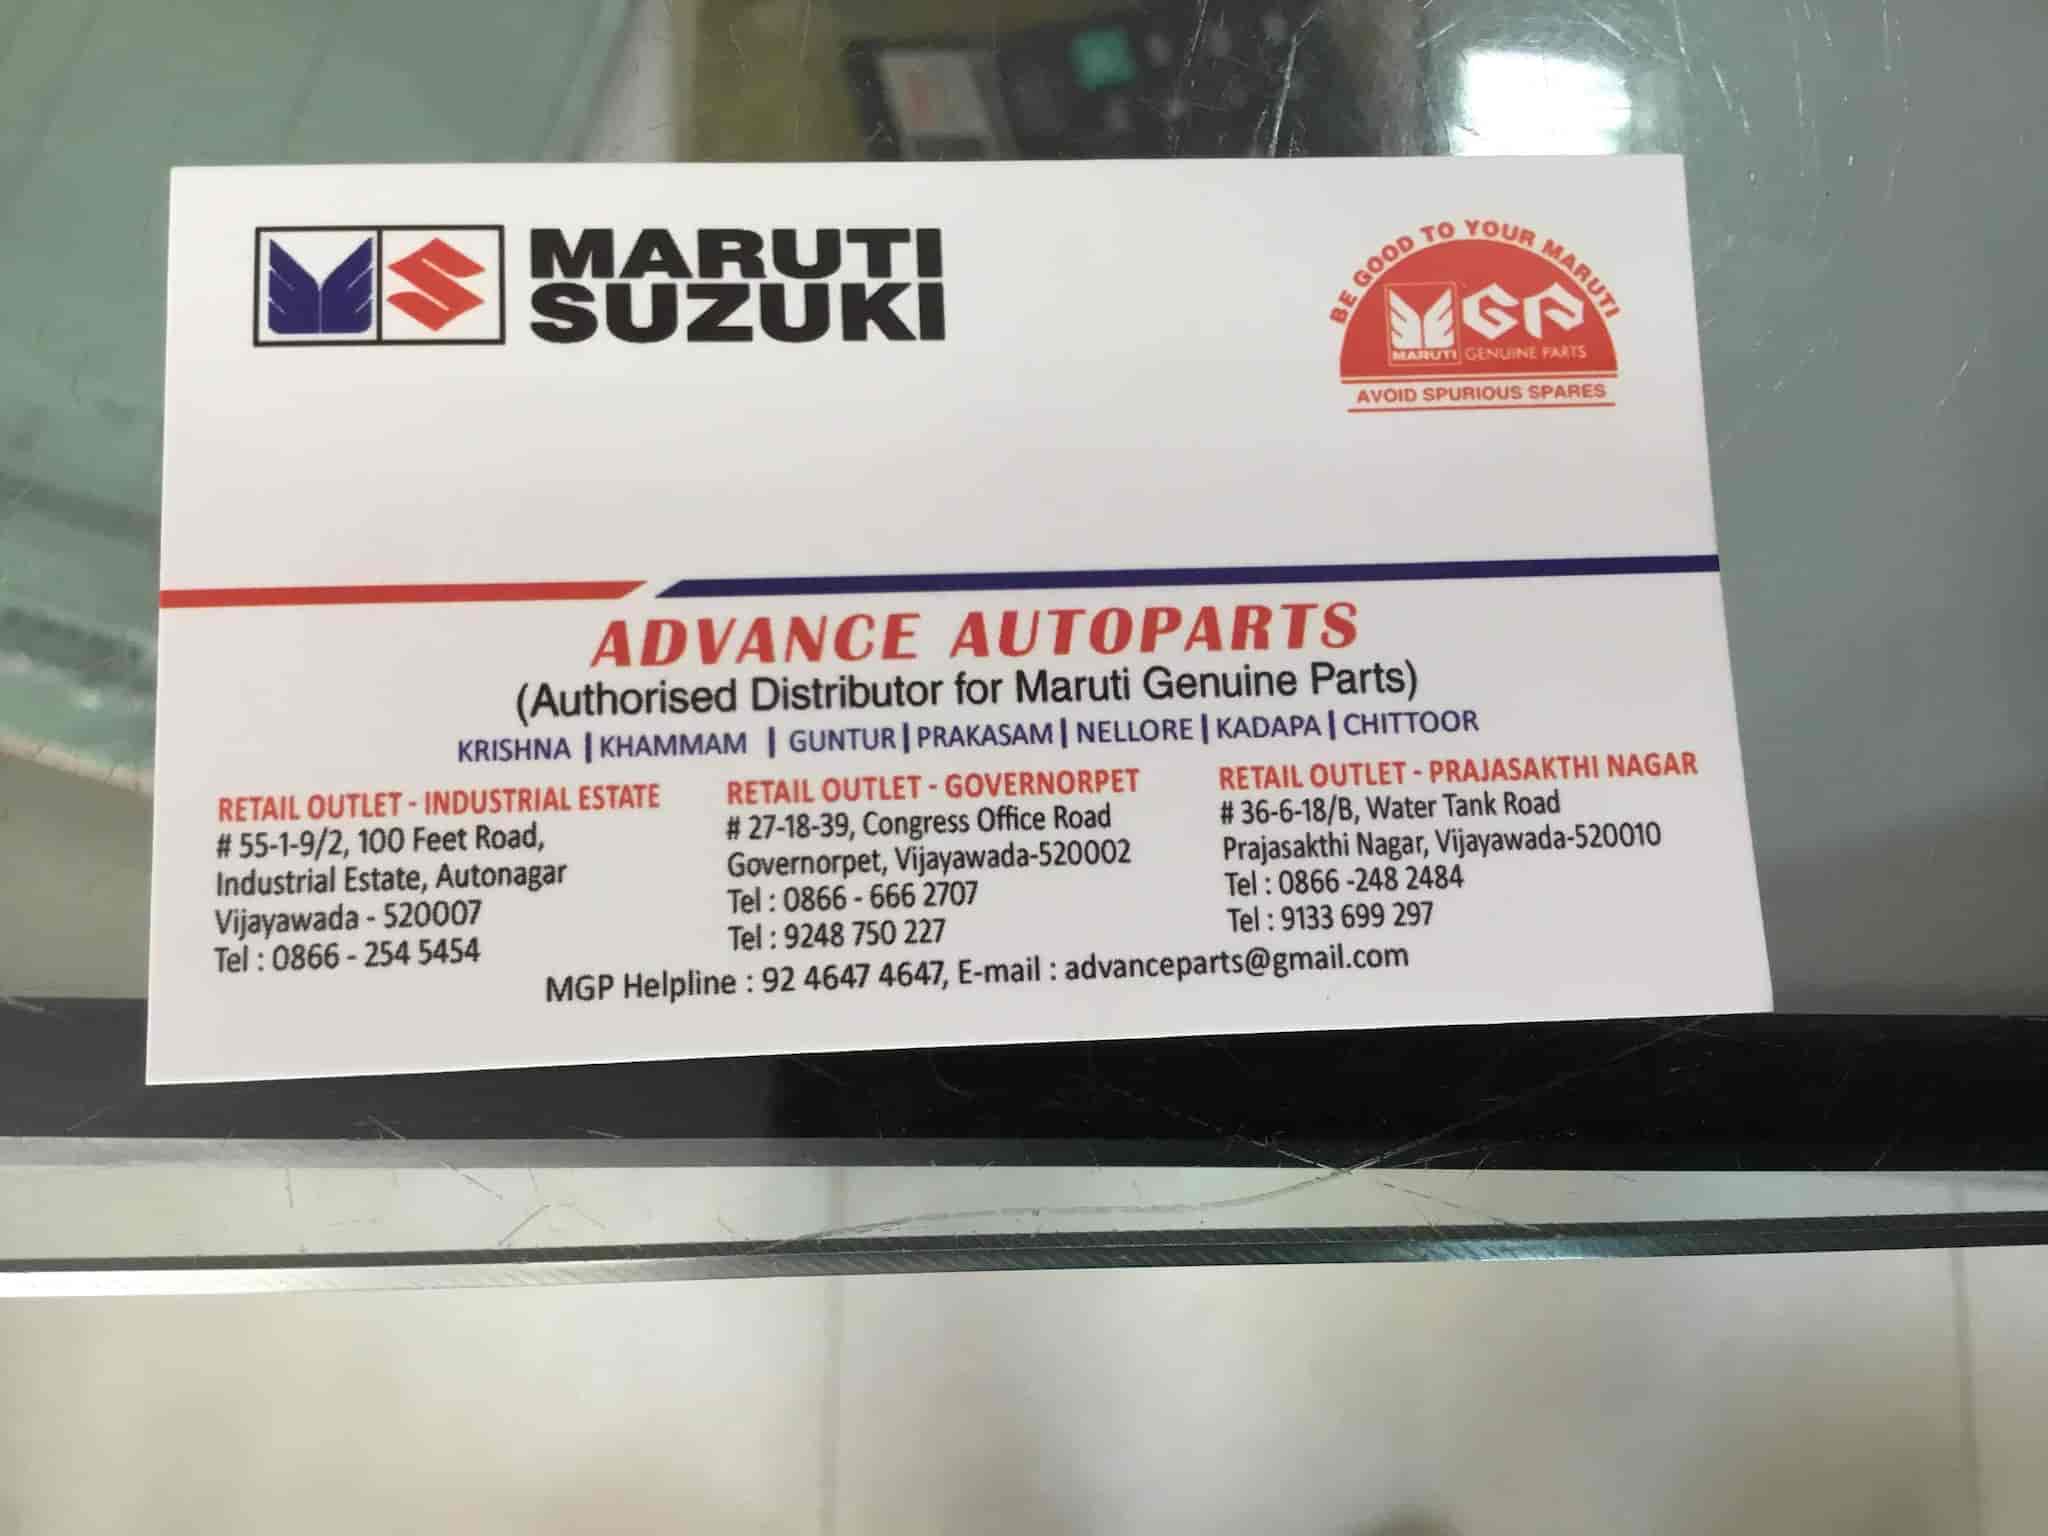 MARUTI
SUZUKI
BE GOOD TO YOUR MARUTI
MGP
MARUTI GENUINE PARTS
AVOID SPURIOUS SPARES
ADVANCE AUTOPARTS
(Authorised Distributor for Maruti Genuine Parts)
KRISHNA | KHAMMAM | GUNTUR | PRAKASAM | NELLORE | KADAPA | CHITTOOR
RETAIL OUTLET - INDUSTRIAL ESTATE
# 55-1-9/2, 100 Feet Road,
Industrial Estate, Autonagar
Vijayawada - 520007
Tel : 0866 - 254 5454
RETAIL OUTLET - GOVERNORPET
# 27-18-39, Congress Office Road
Governorpet, Vijayawada-520002
Tel : 0866 - 666 2707
Tel : 9248 750 227
RETAIL OUTLET - PRAJASAKTHI NAGAR
# 36-6-18/B, Water Tank Road
Prajasakthi Nagar, Vijayawada-520010
Tel : 0866 -248 2484
Tel : 9133 699 297
MGP Helpline : 92 4647 4647, E-mail : advanceparts@gmail.com